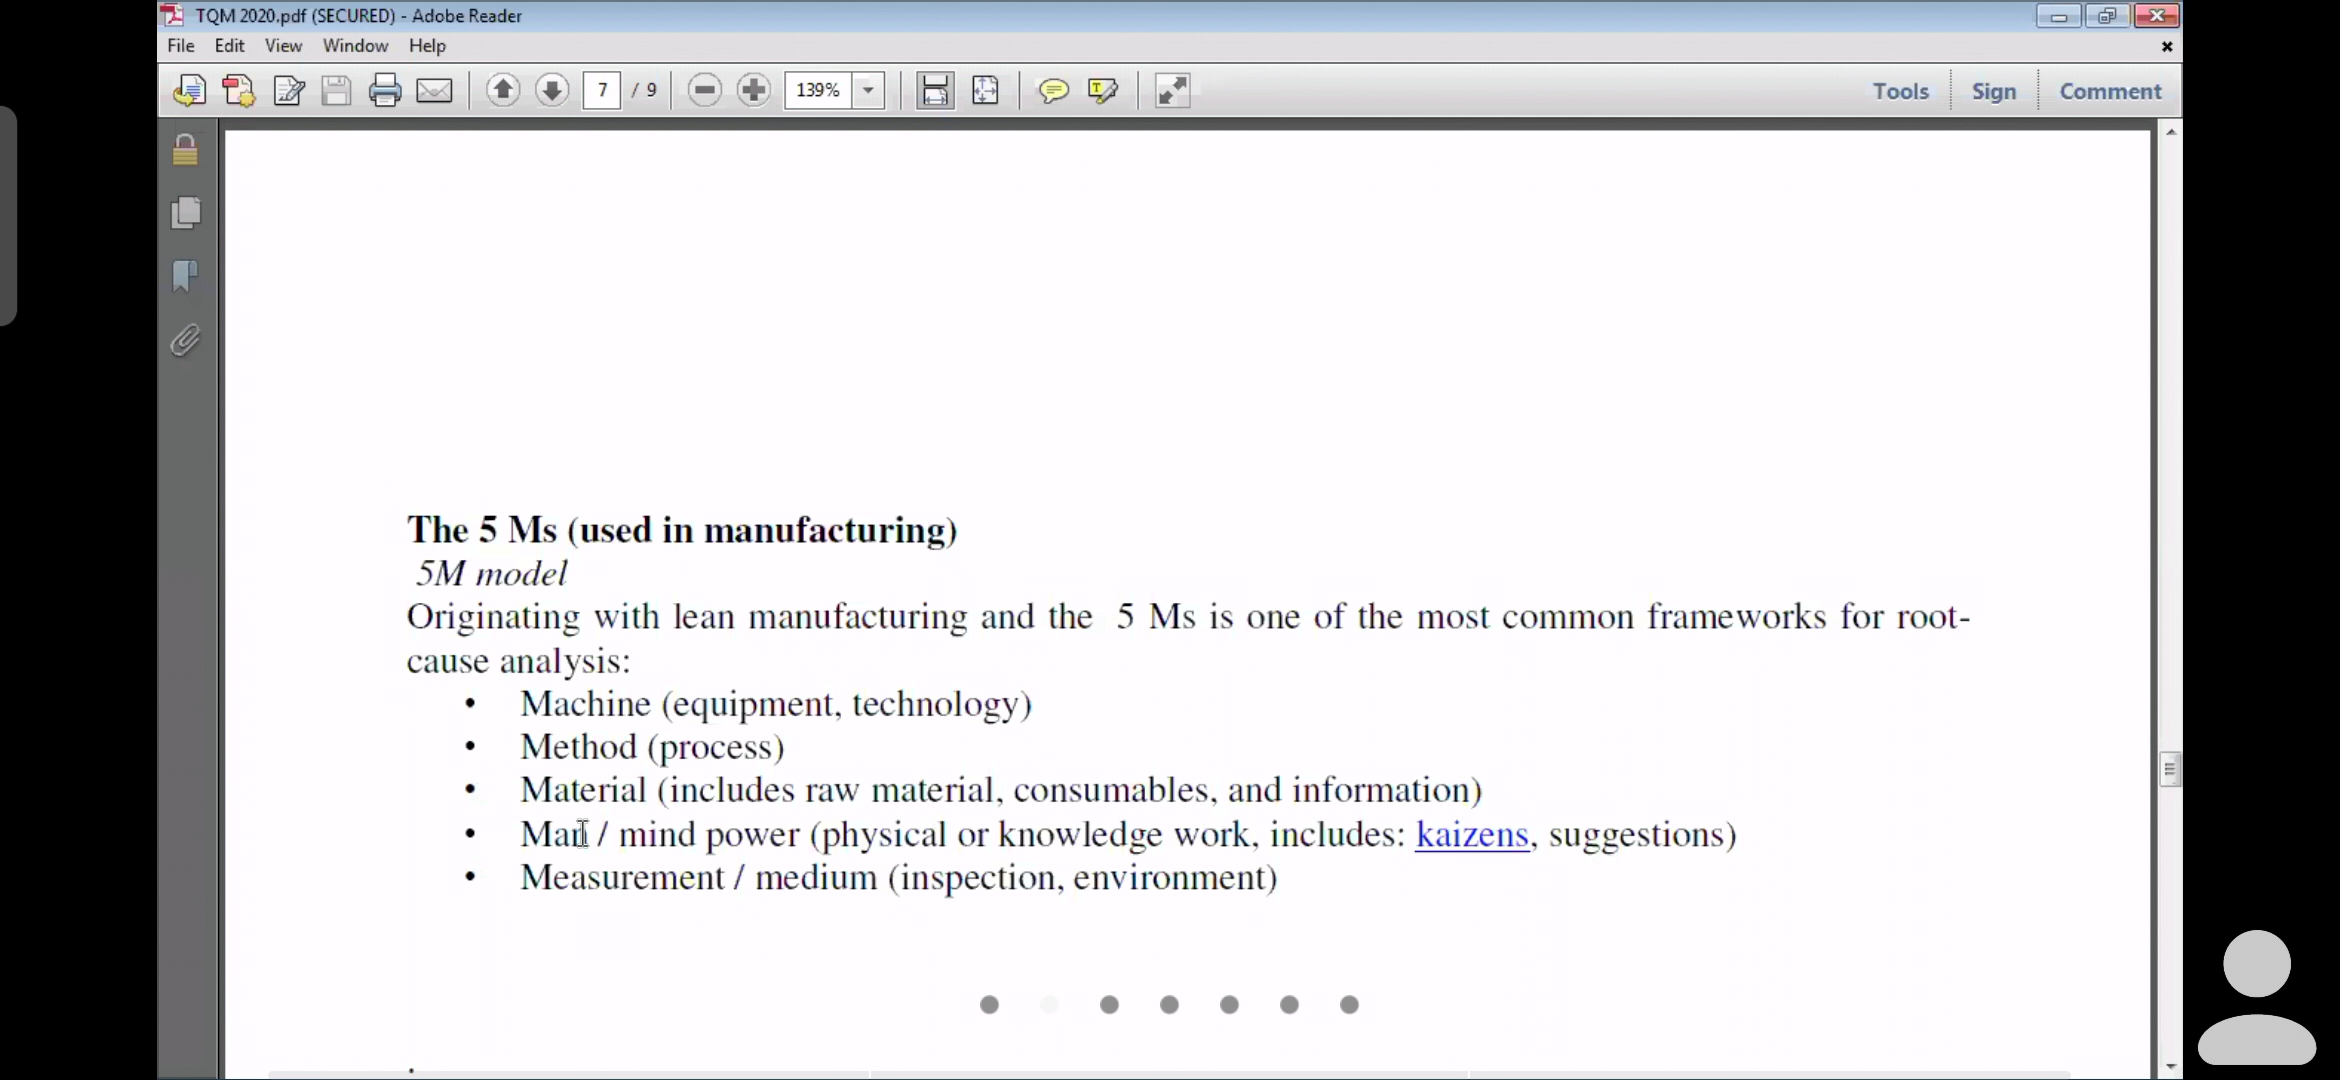 TQM 2020.pdf (SECURED) - Adobe Reader
File Edit View Window Help
7 / 9 139% Tools Sign Comment
The 5 Ms (used in manufacturing)
5M model
Originating with lean manufacturing and the 5 Ms is one of the most common frameworks for root-
cause analysis:
• Machine (equipment, technology)
• Method (process)
• Material (includes raw material, consumables, and information)
• Man / mind power (physical or knowledge work, includes: kaizens, suggestions)
• Measurement / medium (inspection, environment)